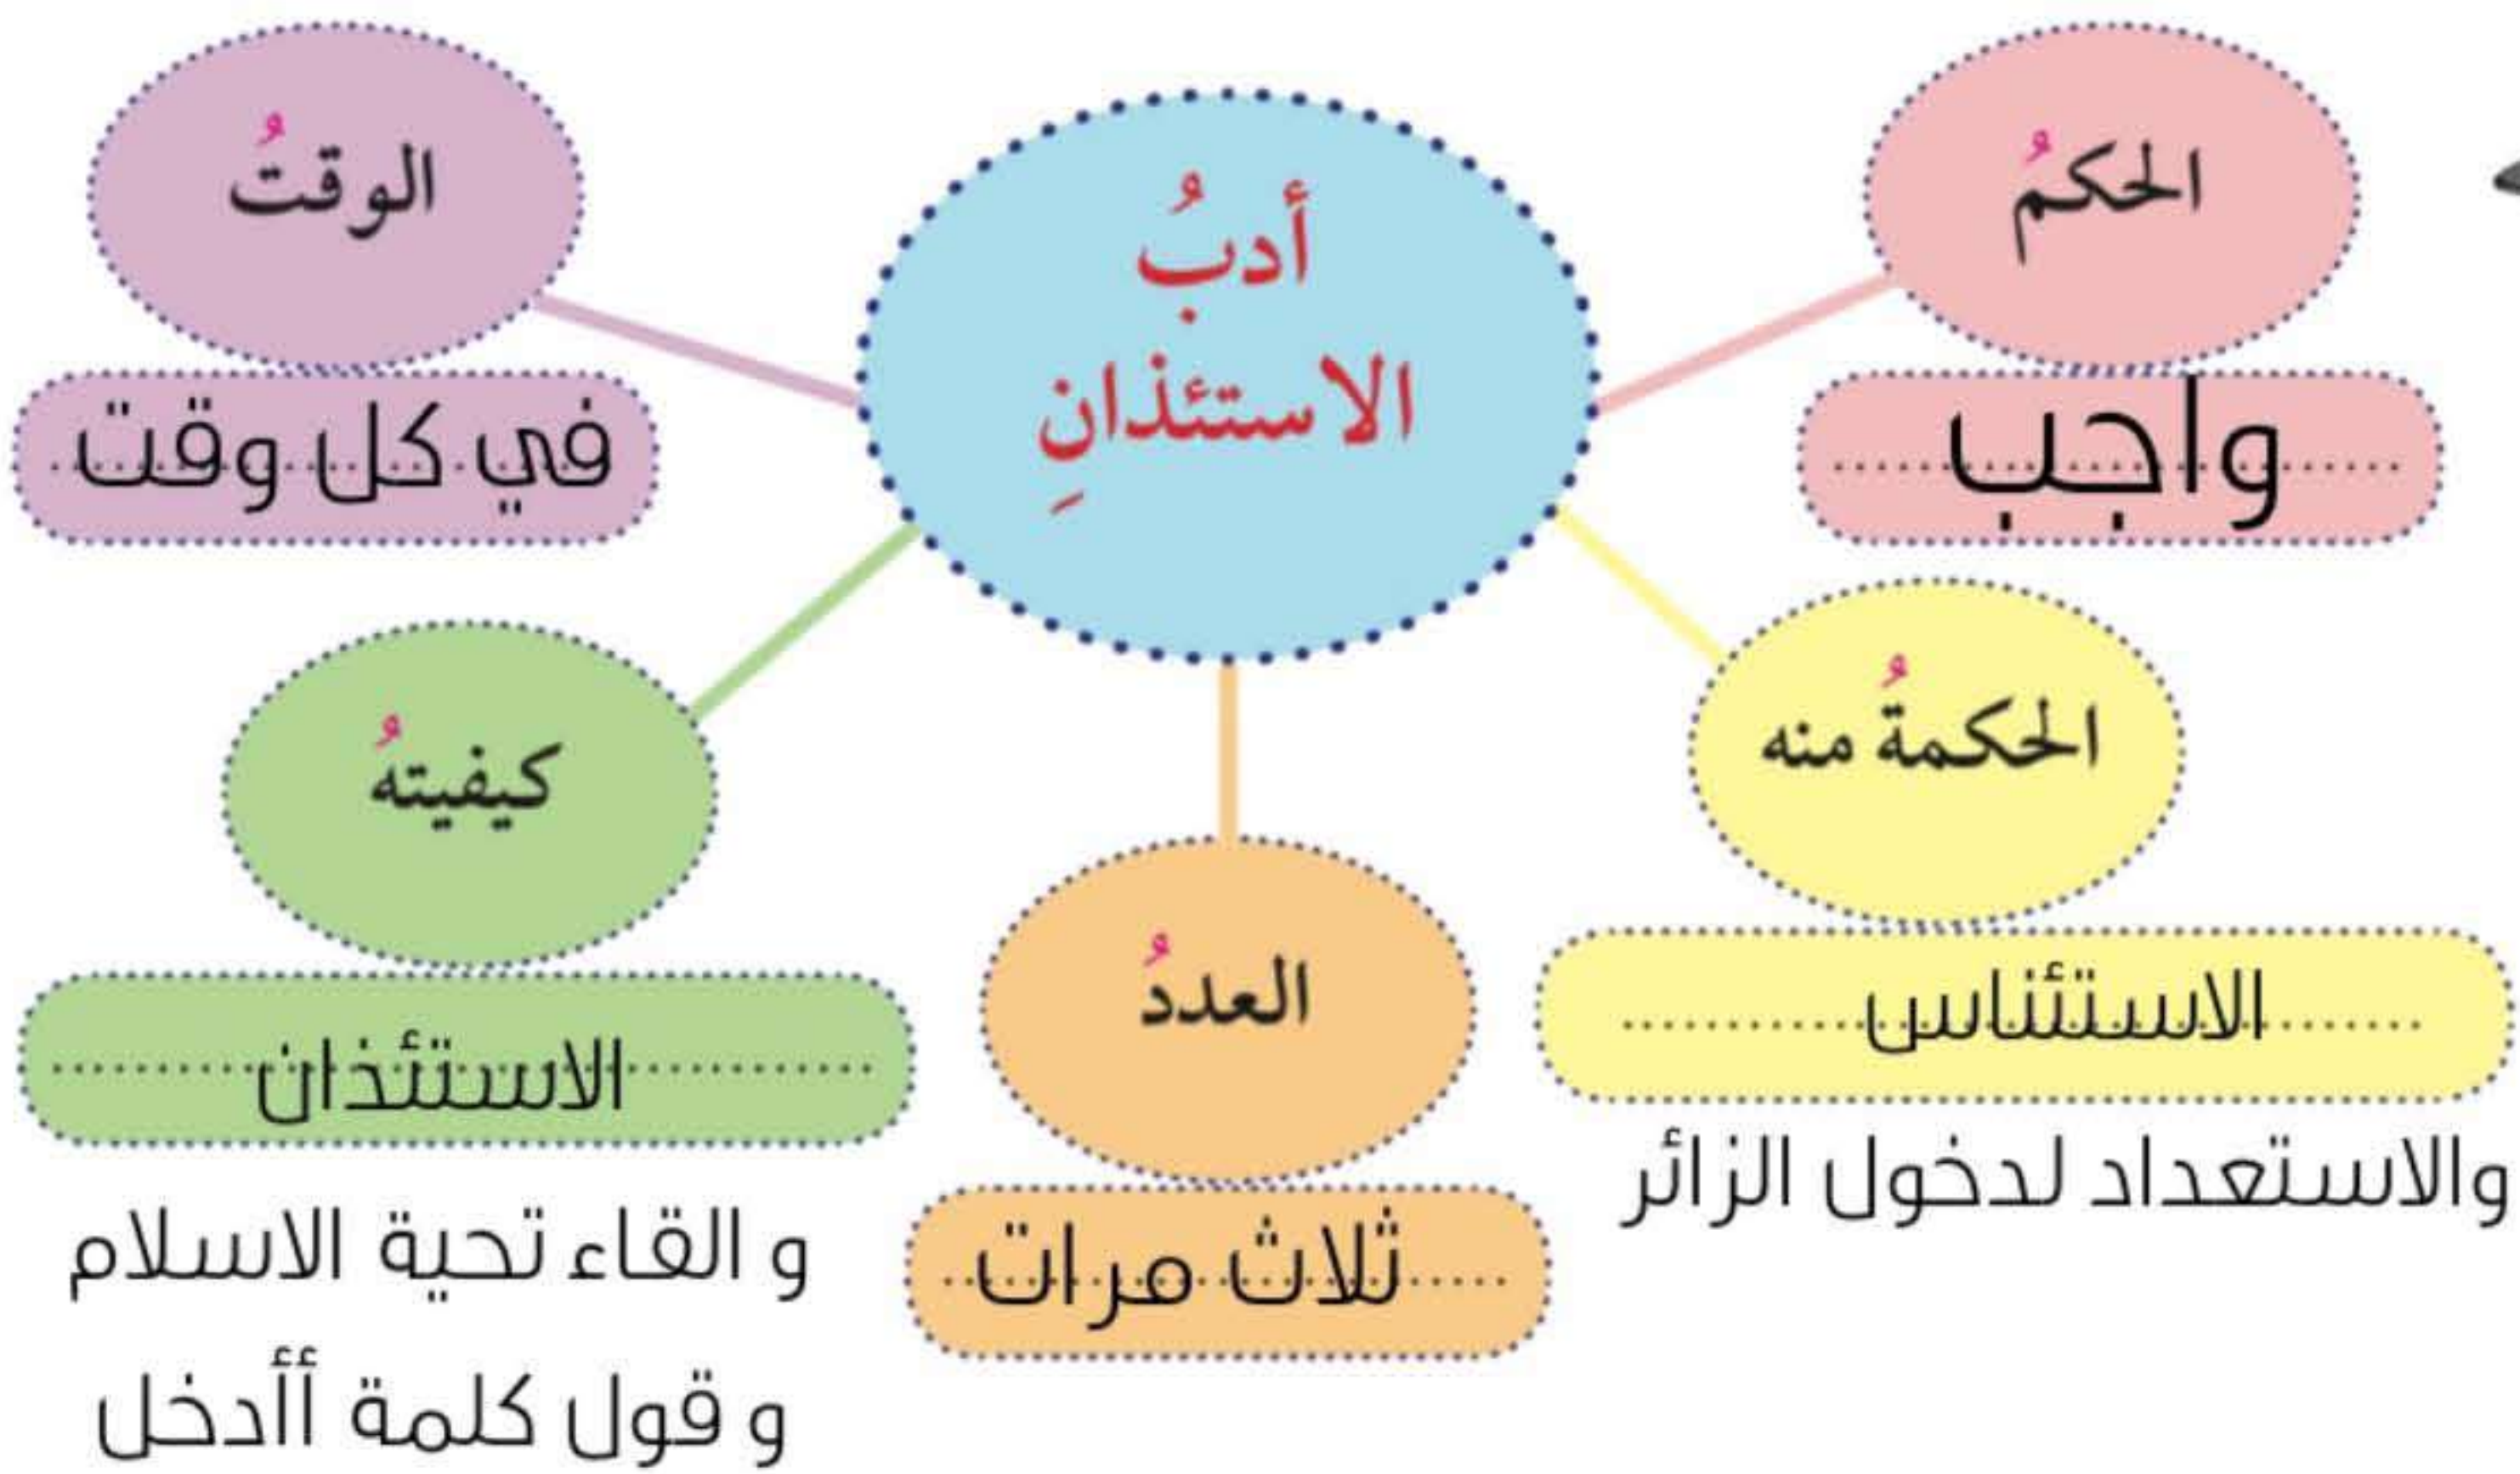 أدبُ
الاستئذانِ
الحكمُ
واجب
الحكمةُ منه
الاستئناس
والاستعداد لدخول الزائر
العددُ
ثلاث مرات
كيفيتهُ
الاستئذان
و القاء تحية الاسلام
و قول كلمة أأدخل
الوقتُ
في كل وقت